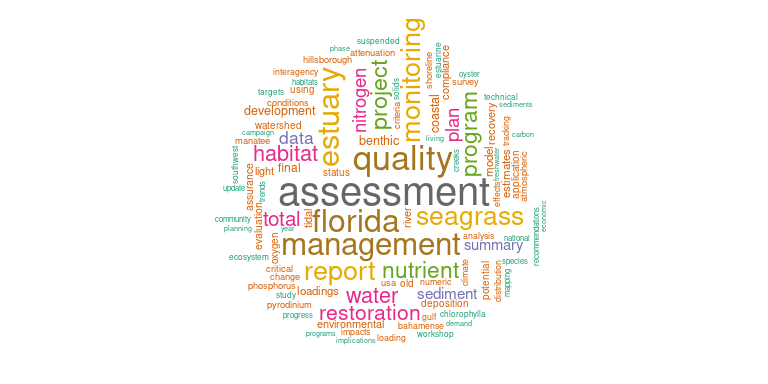 suspended
phase
attenuation
monitoring
estuarine
hillsborough
shoreline
compliance
interagency
habitats
using
targets
estuary
nitrogen
project
solids
criteria
coastal
oyster
survey
technical
sediments
conditions
development
watershed
campaign
manatee
data
benthic
living
plan
program
recovery
tracking
carbon
southwest
habitat
final
light
status
quality
creeks
model
freshwater
estimates
application
atmospheric
update
assurance
trends
assessment
effects
community
planning
evaluation
total
year
tidal
florida
river
seagrass
economic
recommendations
oxygen
management
analysis
national
summary
ecosystem
critical
change
report
nutrient
climate
species
potential
distribution
mapping
phosphorus
study
loadings
usa
old
numeric
water
sediment
deposition
pyrodinium
progress
restoration
gulf
chlorophylla
environmental
bahamense
demand
programs
impacts
implications
loading
workshop